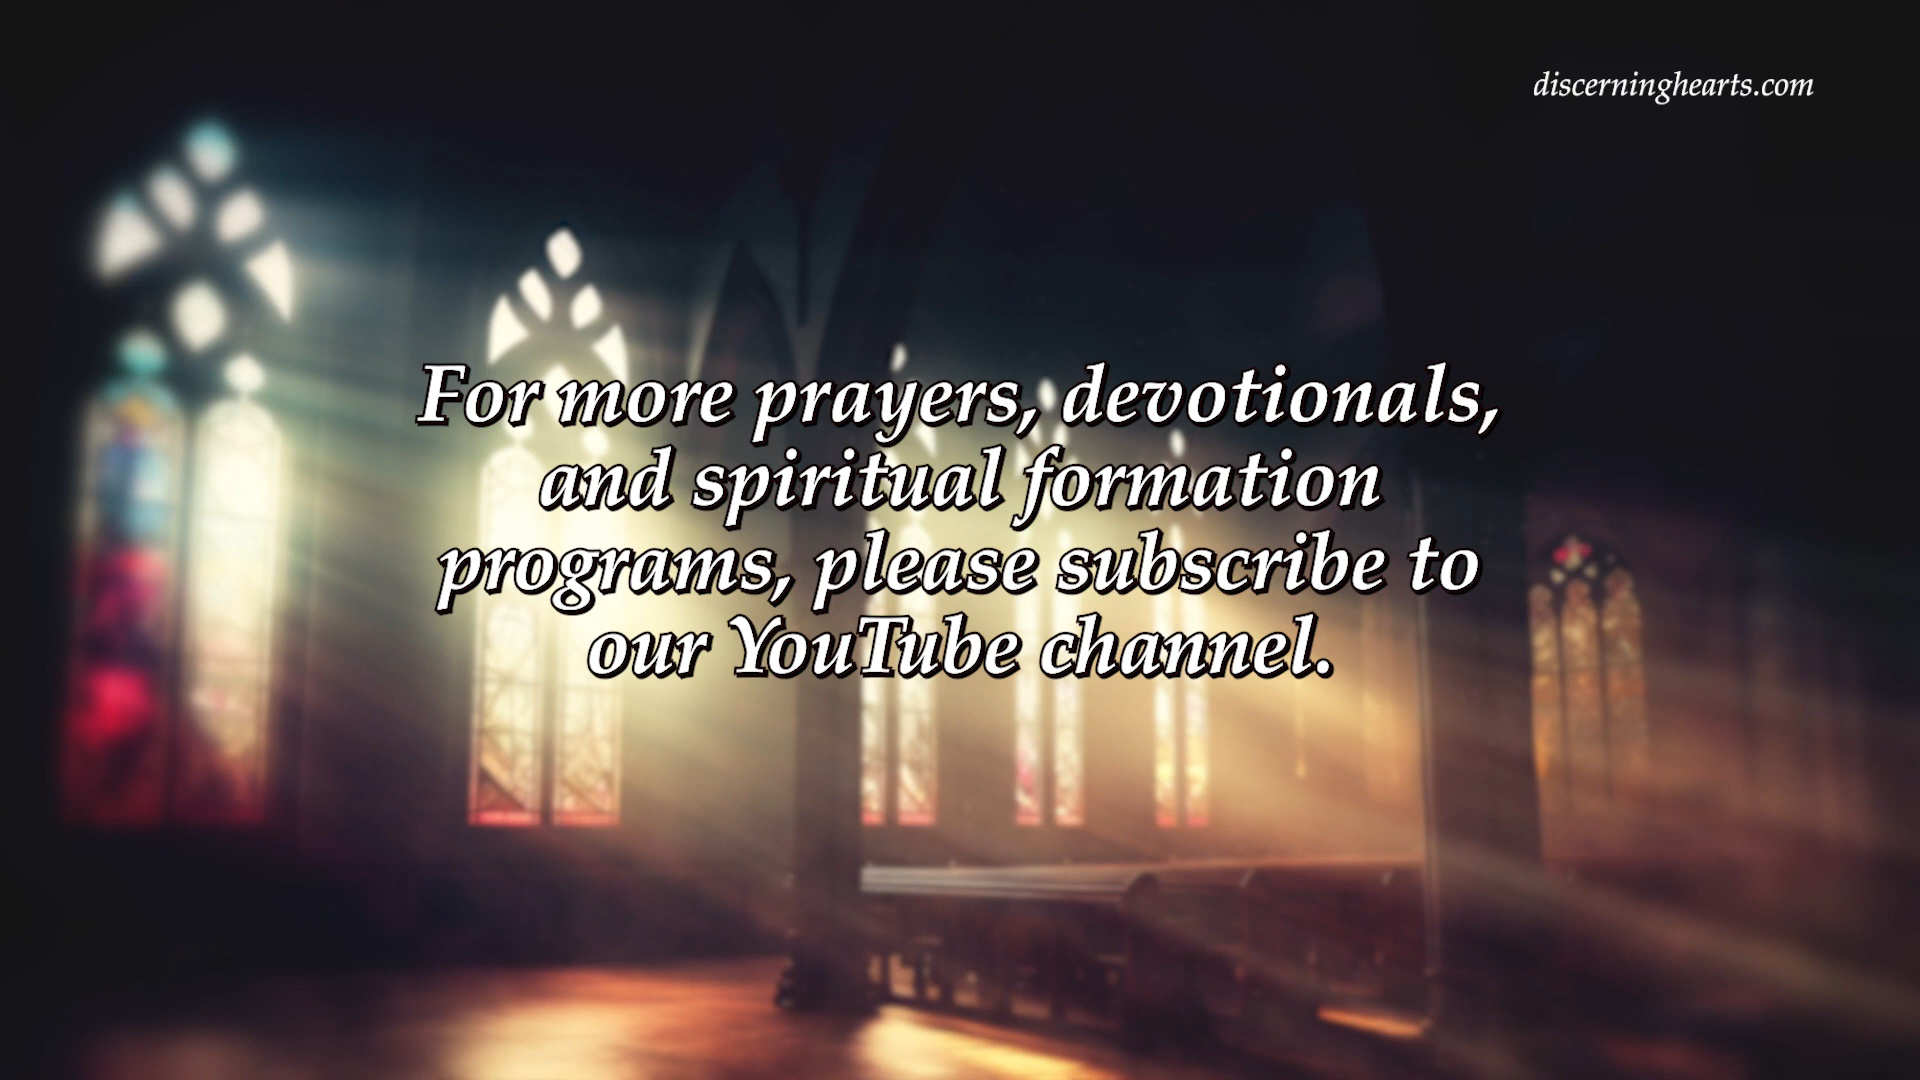 discerninghearts.com
For more prayers, devotionals,
and spiritual formation
programs, please subscribe to
our YouTube channel.